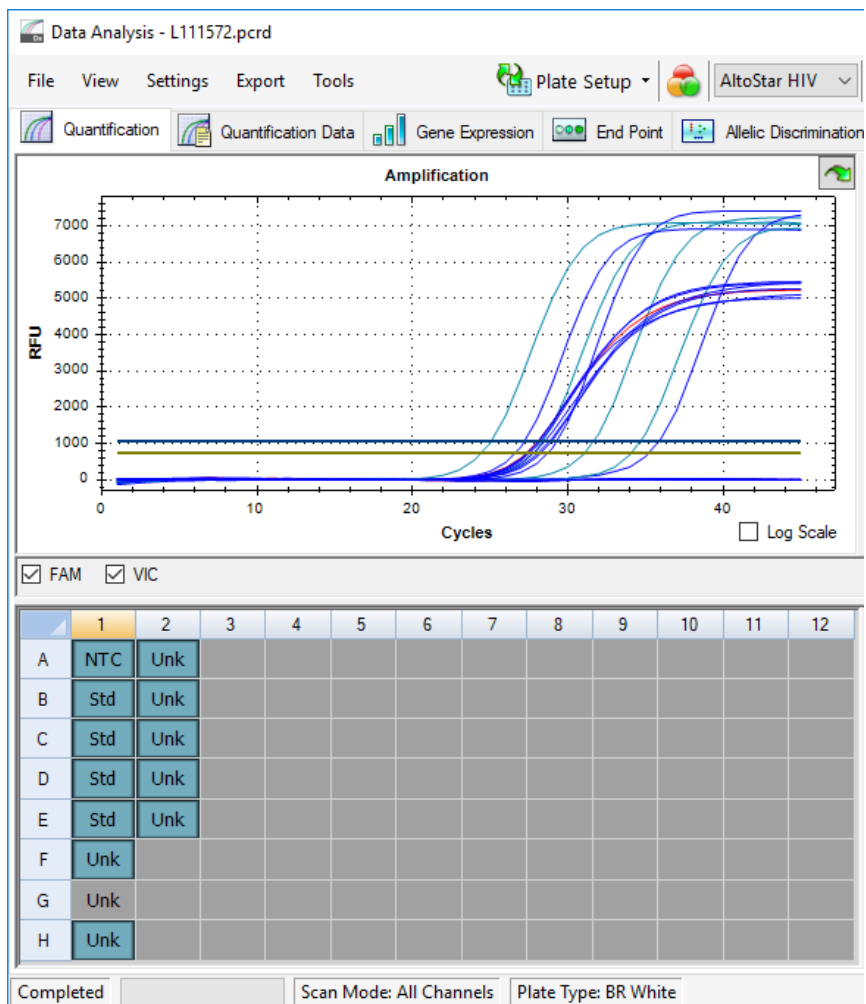 Data Analysis - L111572.pcrd
File View Settings Export Tools Plate Setup AltoStar HIV
Quantification Quantification Data Gene Expression End Point Allelic Discrimination
Amplification
7000
6000
5000
4000
3000
2000
1000
0
RFU
0 10 20 30 40
Cycles
Log Scale
FAM VIC
1 2 3 4 5 6 7 8 9 10 11 12
A NTC Unk
B Std Unk
C Std Unk
D Std Unk
E Std Unk
F Unk
G Unk
H Unk
Completed Scan Mode: All Channels Plate Type: BR White